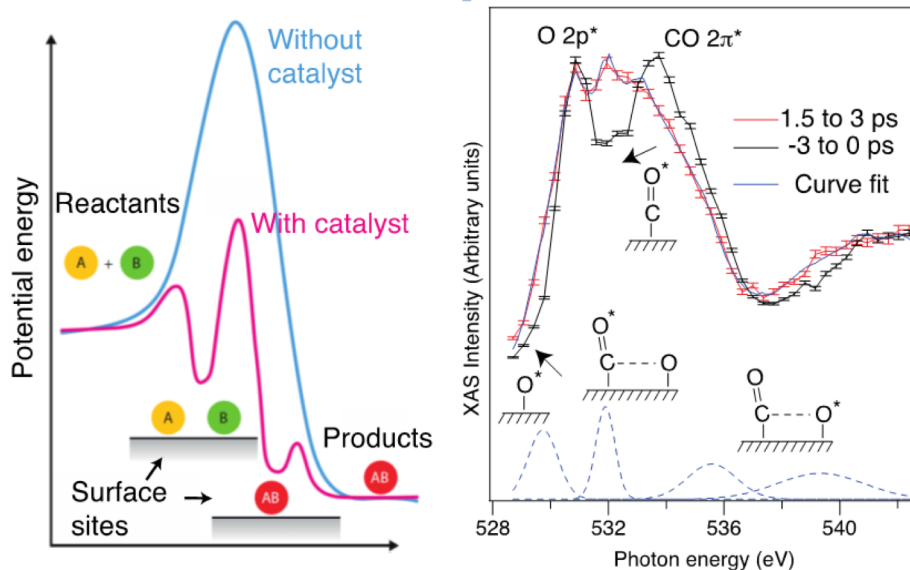 Without
catalyst
Potential energy
Reactants
A + B
With catalyst
A B
Products
Surface
sites
AB
AB
XAS Intensity (Arbitrary units)
O 2p*
CO 2π*
1.5 to 3 ps
-3 to 0 ps
Curve fit
O*
C
O*
C O
O
C O*
O*
528 532 536 540
Photon energy (eV)